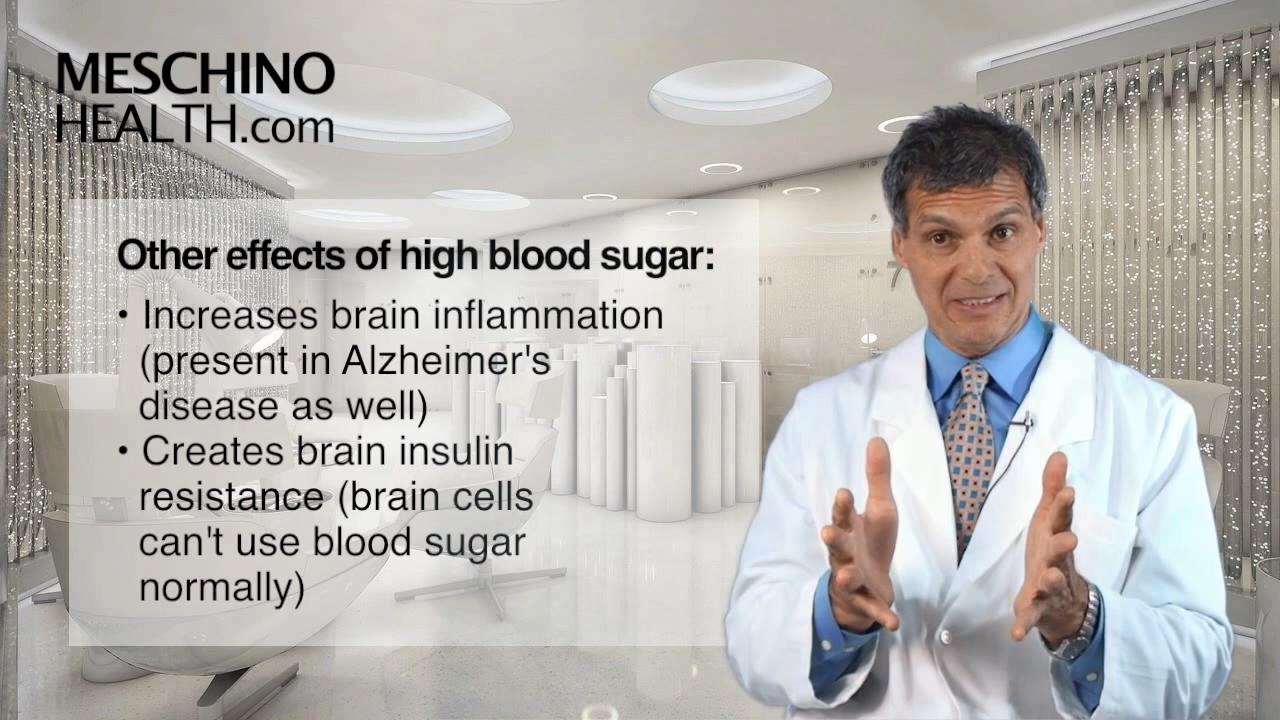 MESCHINO
HEALTH.com
Other effects of high blood sugar:
• Increases brain inflammation
(present in Alzheimer's
disease as well)
• Creates brain insulin
resistance (brain cells
can't use blood sugar
normally)